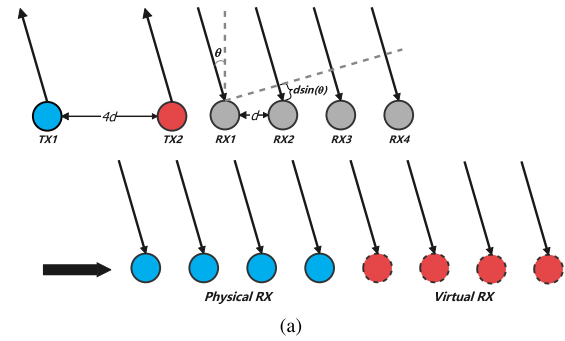 θ
dsin(θ)
4d
d
TX1 TX2 RX1 RX2 RX3 RX4
Physical RX Virtual RX
(a)